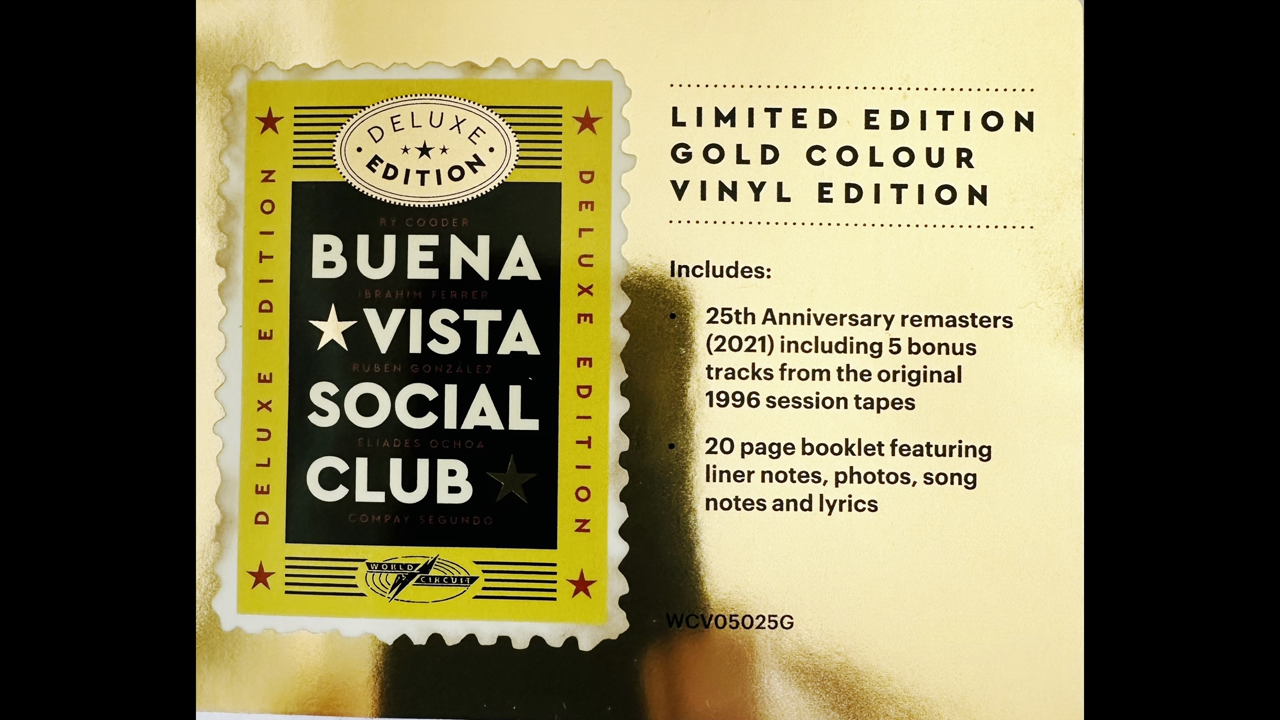 DELUXE
EDITION
DELUXE EDITION
DELUXE EDITION
RY COODER
BUENA
IBRAHIM FERRER
VISTA
RUBÉN GONZÁLEZ
SOCIAL
ELIADES OCHOA
CLUB
COMPAY SEGUNDO
WORLD
CIRCUIT
LIMITED EDITION
GOLD COLOUR
VINYL EDITION
Includes:
• 25th Anniversary remasters
(2021) including 5 bonus
tracks from the original
1996 session tapes
• 20 page booklet featuring
liner notes, photos, song
notes and lyrics
WCV05025G